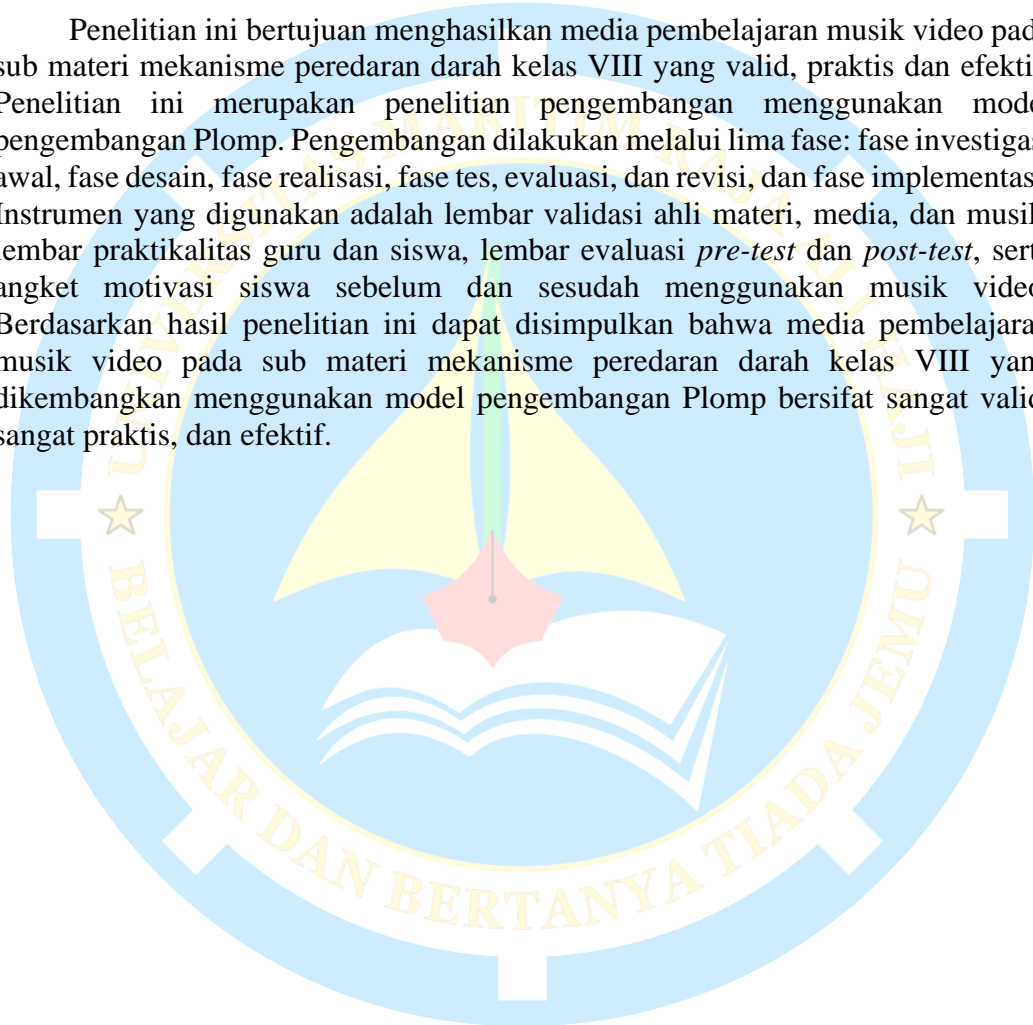 Penelitian ini bertujuan menghasilkan media pembelajaran musik video pad
sub materi mekanisme peredaran darah kelas VIII yang valid, praktis dan efekti
Penelitian ini merupakan penelitian pengembangan menggunakan mode
pengembangan Plomp. Pengembangan dilakukan melalui lima fase: fase investigas
awal, fase desain, fase realisasi, fase tes, evaluasi, dan revisi, dan fase implementas
Instrumen yang digunakan adalah lembar validasi ahli materi, media, dan musik
lembar praktikalitas guru dan siswa, lembar evaluasi pre-test dan post-test, sert
angket motivasi siswa sebelum dan sesudah menggunakan musik video
Berdasarkan hasil penelitian ini dapat disimpulkan bahwa media pembelajara
musik video pada sub materi mekanisme peredaran darah kelas VIII yan
dikembangkan menggunakan model pengembangan Plomp bersifat sangat valid
sangat praktis, dan efektif.
UNIVERSITAS MARITIM RAJA ALI HAJI
BELAJAR DAN BERTANYA TIADA JEMU